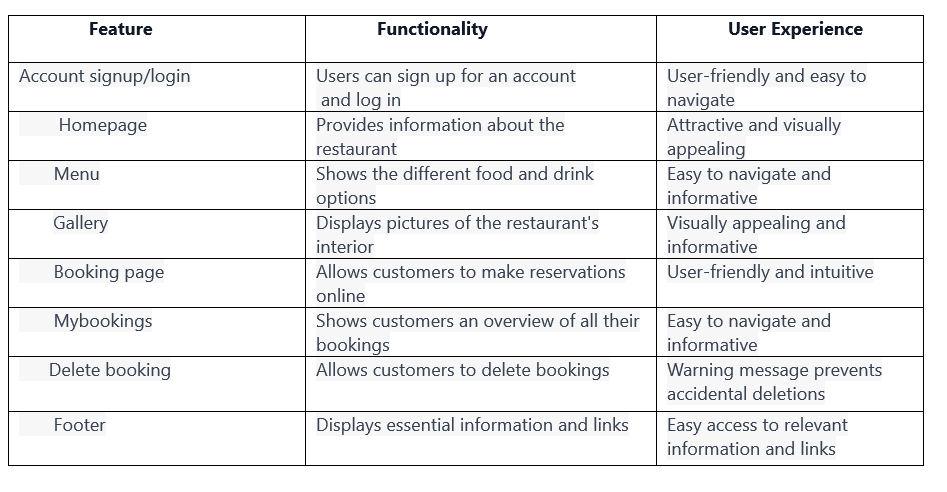 Feature Functionality User Experience
Account signup/login Users can sign up for an account User-friendly and easy to
and log in navigate
Homepage Provides information about the Attractive and visually
restaurant appealing
Menu Shows the different food and drink Easy to navigate and
options informative
Gallery Displays pictures of the restaurant's Visually appealing and
interior informative
Booking page Allows customers to make reservations User-friendly and intuitive
online
Mybookings Shows customers an overview of all their Easy to navigate and
bookings informative
Delete booking Allows customers to delete bookings Warning message prevents
accidental deletions
Footer Displays essential information and links Easy access to relevant
information and links